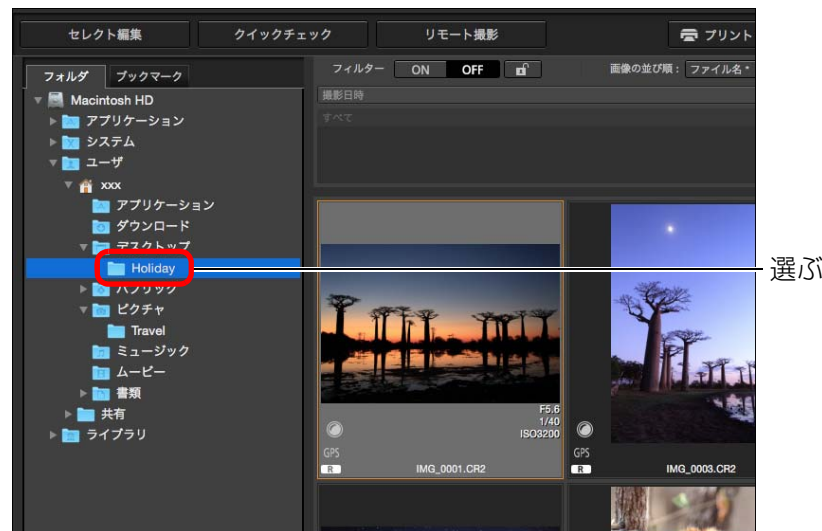 セレクト編集 クイックチェック リモート撮影 プリント
フォルダ ブックマーク
フィルター ON OFF 画像の並び順： ファイル名
Macintosh HD
撮影日時
アプリケーション
すべて
システム
ユーザ
xxx
アプリケーション
ダウンロード
デスクトップ
Holiday
選ぶ
パブリック
ピクチャ
Travel
ミュージック
ムービー
書類
共有
ライブラリ
F5.6
1/40
ISO3200
GPS
R IMG_0001.CR2
GPS
R IMG_0003.CR2